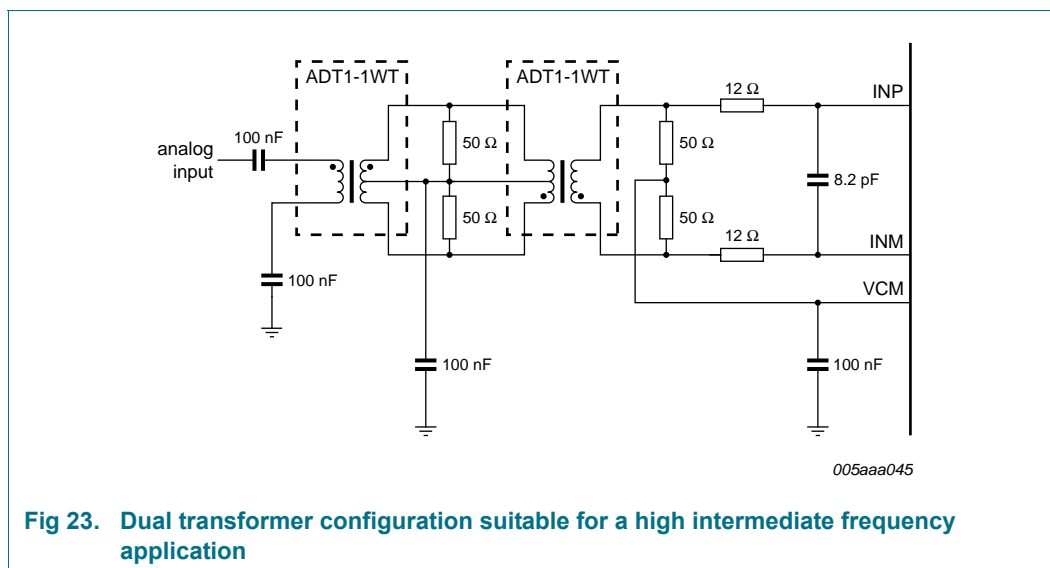 ADT1-1WT
ADT1-1WT
12 Ω
INP
100 nF
analog
input
50 Ω
50 Ω
8.2 pF
50 Ω
50 Ω
12 Ω
INM
100 nF
VCM
100 nF
100 nF
005aaa045
Fig 23. Dual transformer configuration suitable for a high intermediate frequency
application